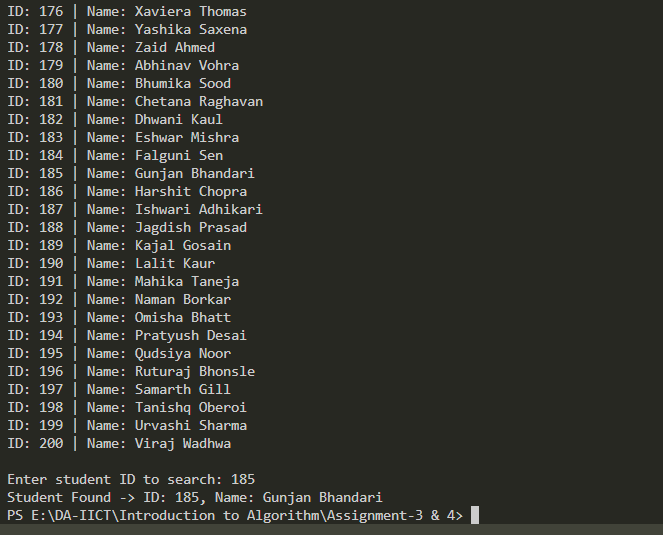 ID: 176 | Name: Xaviera Thomas
ID: 177 | Name: Yashika Saxena
ID: 178 | Name: Zaid Ahmed
ID: 179 | Name: Abhinav Vohra
ID: 180 | Name: Bhumika Sood
ID: 181 | Name: Chetana Raghavan
ID: 182 | Name: Dhwani Kaul
ID: 183 | Name: Eshwar Mishra
ID: 184 | Name: Falguni Sen
ID: 185 | Name: Gunjan Bhandari
ID: 186 | Name: Harshit Chopra
ID: 187 | Name: Ishwari Adhikari
ID: 188 | Name: Jagdish Prasad
ID: 189 | Name: Kajal Gosain
ID: 190 | Name: Lalit Kaur
ID: 191 | Name: Mahika Taneja
ID: 192 | Name: Naman Borkar
ID: 193 | Name: Omisha Bhatt
ID: 194 | Name: Pratyush Desai
ID: 195 | Name: Qudsiya Noor
ID: 196 | Name: Ruturaj Bhonsle
ID: 197 | Name: Samarth Gill
ID: 198 | Name: Tanishq Oberoi
ID: 199 | Name: Urvashi Sharma
ID: 200 | Name: Viraj Wadhwa
Enter student ID to search: 185
Student Found -> ID: 185, Name: Gunjan Bhandari
PS E:\DA-IICT\Introduction to Algorithm\Assignment-3 & 4>